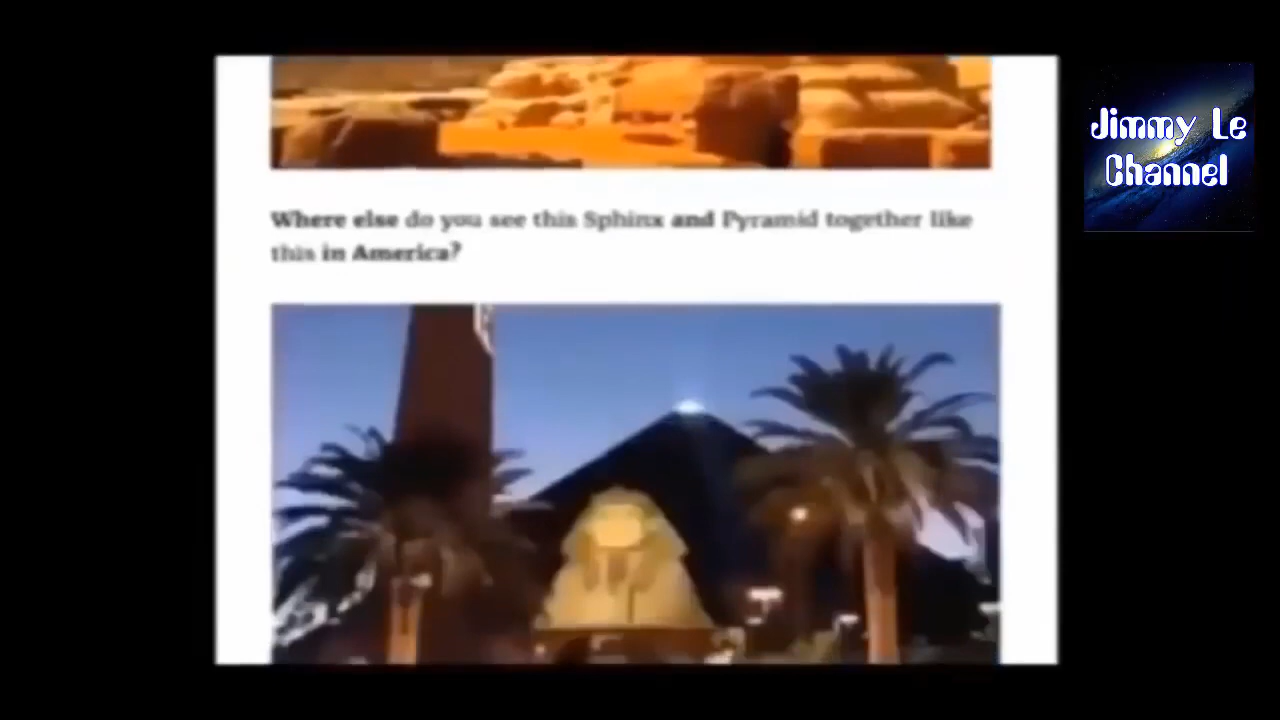 Jimmy Le
Channel
Where else do you see this Sphinx and Pyramid together like
this in America?